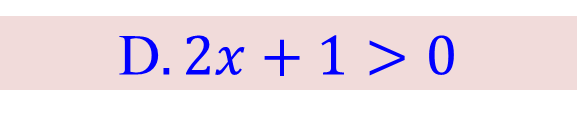 D. 2x + 1 > 0